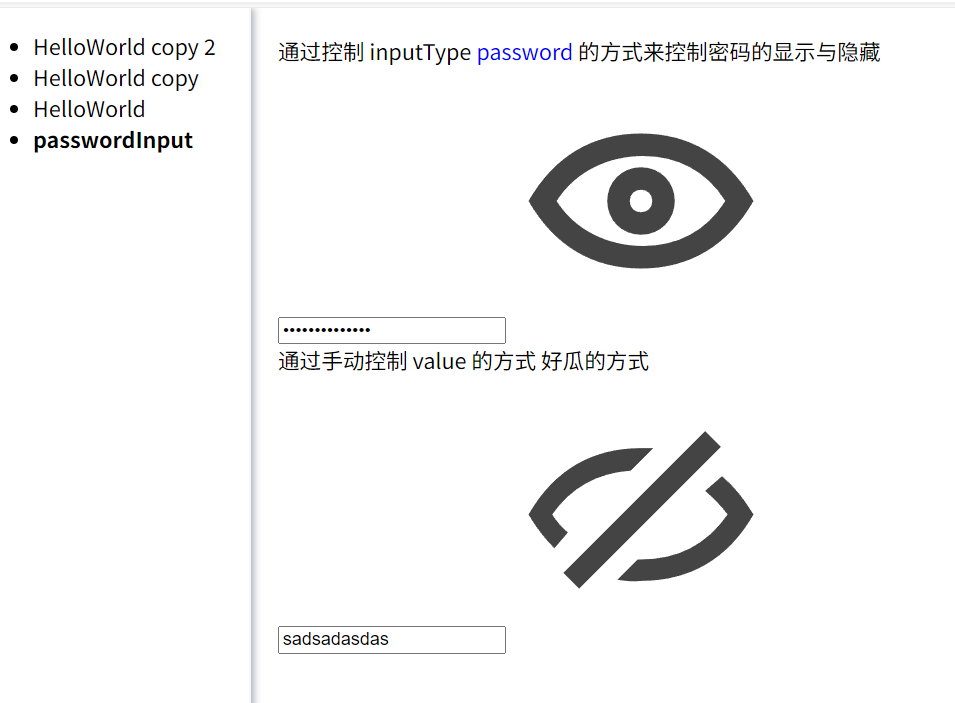 HelloWorld copy 2
HelloWorld copy
HelloWorld
passwordInput
通过控制 inputType password 的方式来控制密码的显示与隐藏
••••••••••••••
通过手动控制 value 的方式 好瓜的方式
sadsadasdas